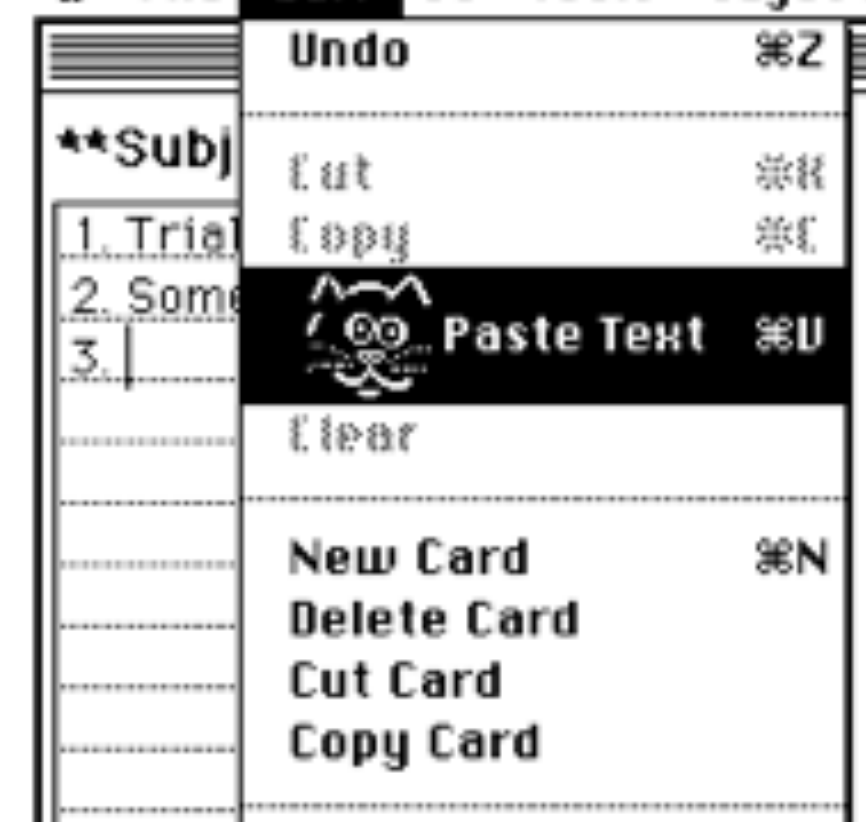 Undo ⌘Z
**Subj
Cut ⌘X
1. Trial
Copy ⌘C
2. Some
Paste Text ⌘V
3.
Clear
New Card ⌘N
Delete Card
Cut Card
Copy Card